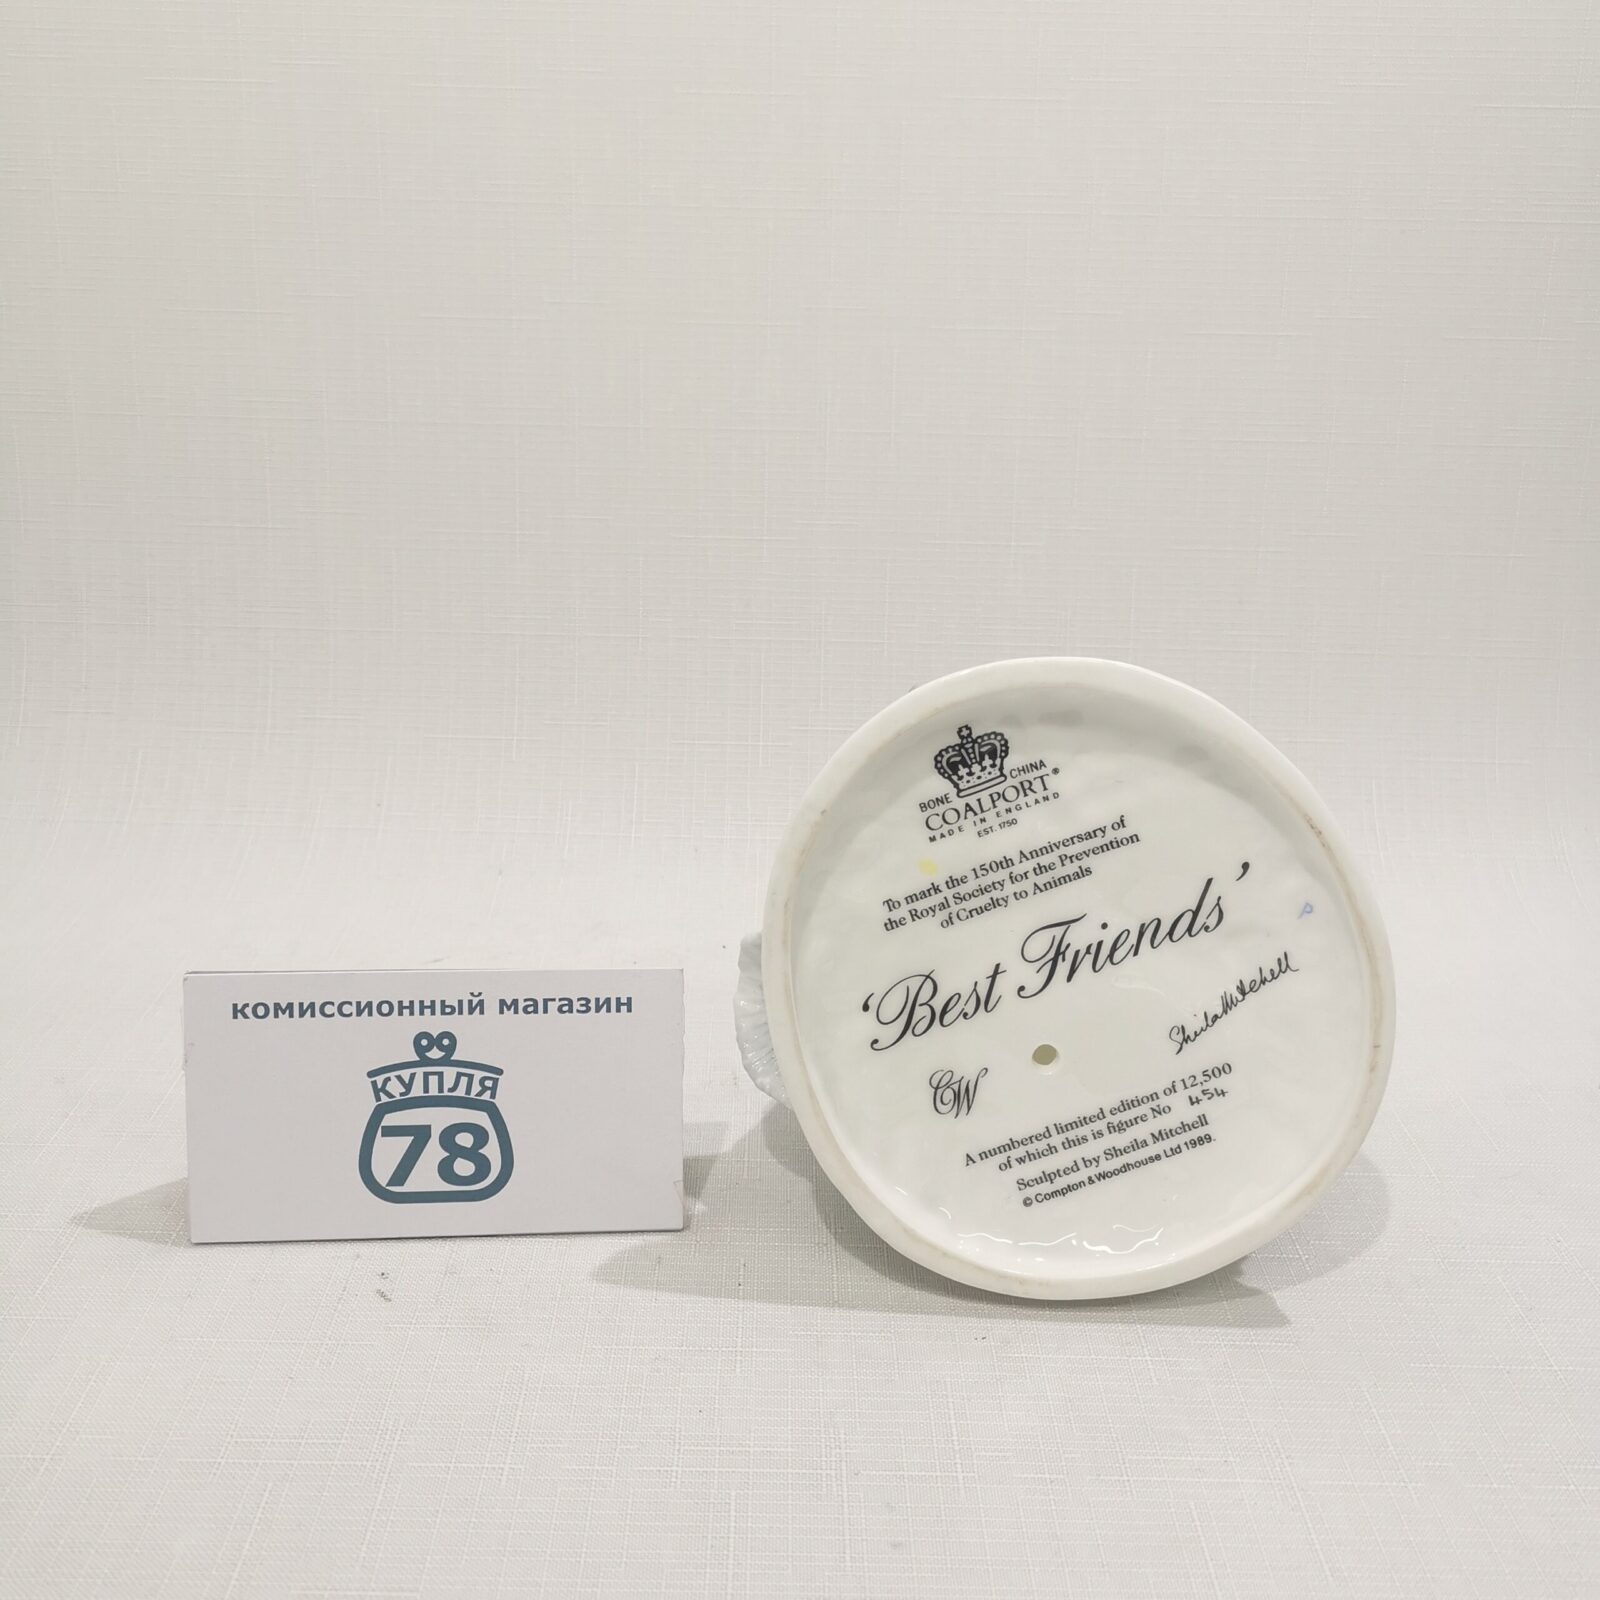 комиссионный магазин
КУПЛЯ
78
BONE CHINA
COALPORT®
MADE IN ENGLAND
EST. 1750
To mark the 150th Anniversary of
the Royal Society for the Prevention
of Cruelty to Animals
‘Best Friends’
Sheila Mitchell
CW
A numbered limited edition of 12,500
of which this is figure No 454
Sculpted by Sheila Mitchell
© Compton & Woodhouse Ltd 1989.
P